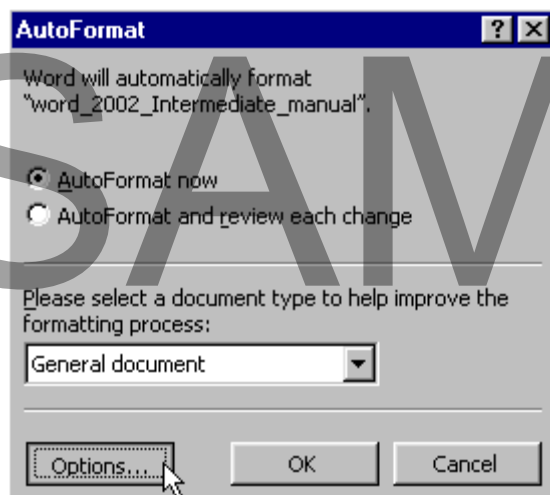 AutoFormat
Word will automatically format
"word_2002_Intermediate_manual".
AutoFormat now
AutoFormat and review each change
Please select a document type to help improve the
formatting process:
General document
Options... OK Cancel
SAM